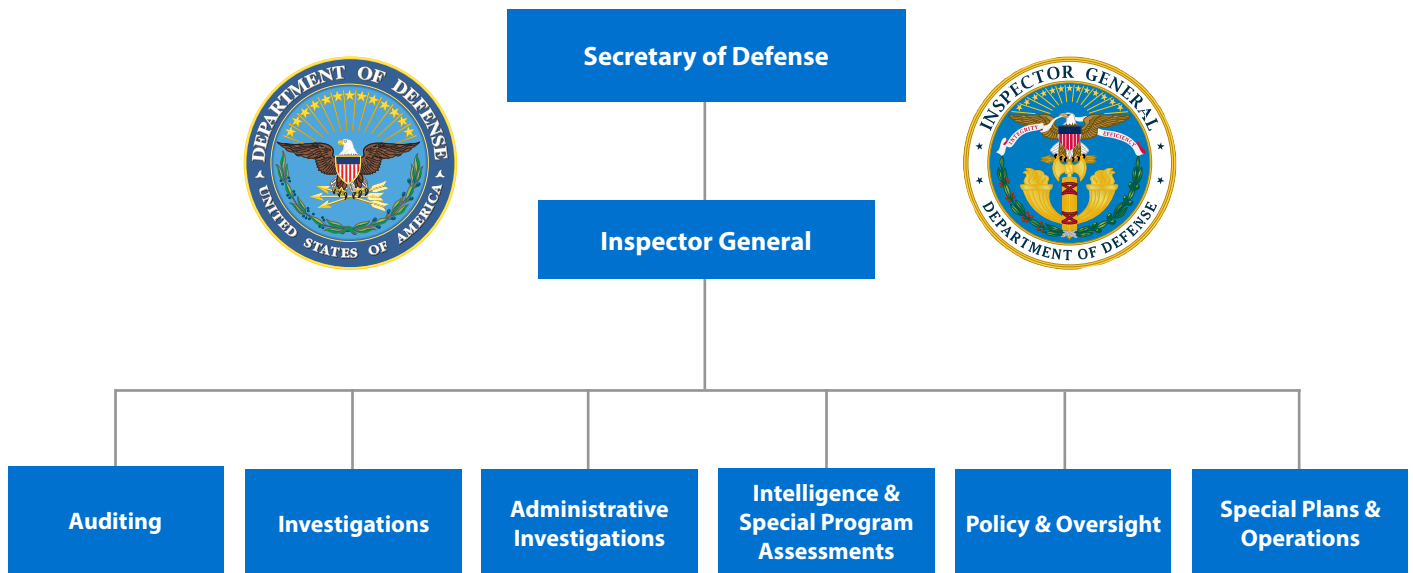 Secretary of Defense
DEPARTMENT OF DEFENSE
UNITED STATES OF AMERICA
INSPECTOR GENERAL
INTEGRITY
EFFICIENCY
DEPARTMENT OF DEFENSE
Inspector General
Auditing
Investigations
Administrative
Investigations
Intelligence &
Special Program
Assessments
Policy & Oversight
Special Plans &
Operations